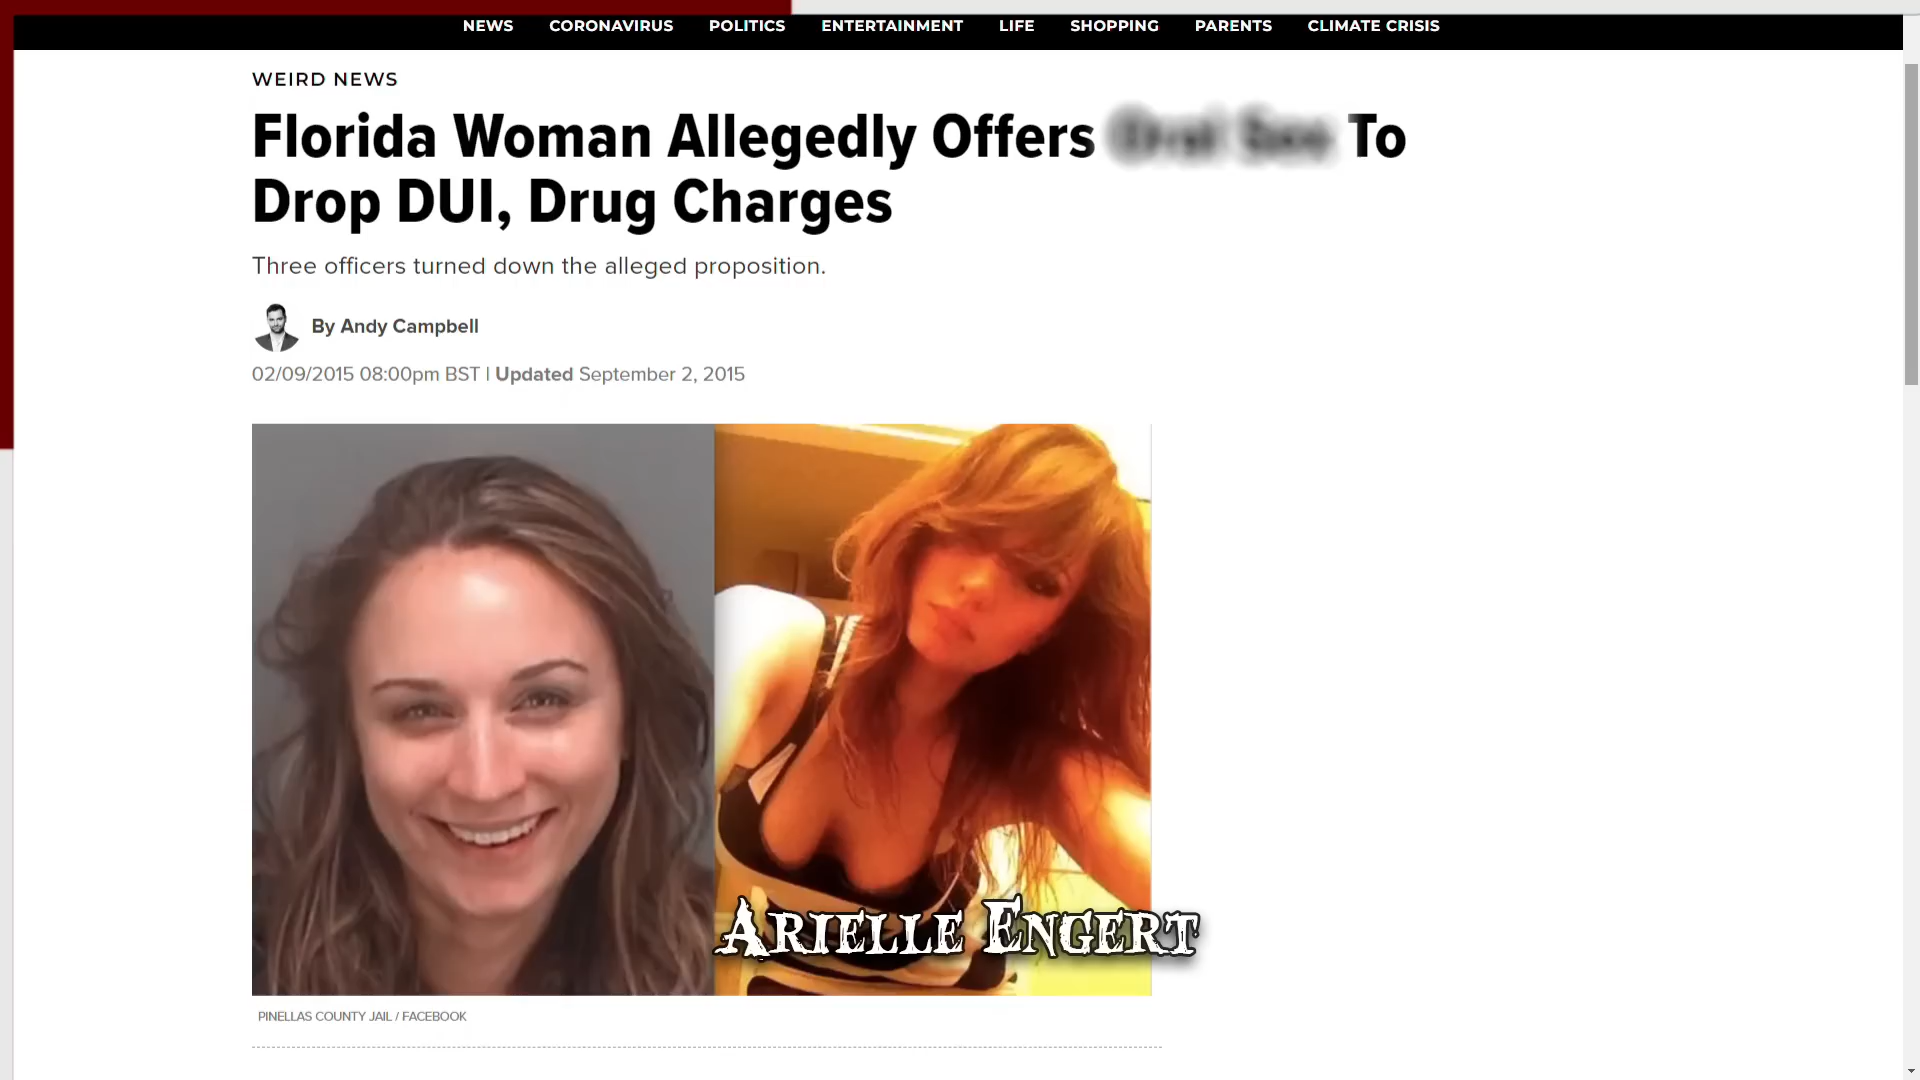 NEWS CORONAVIRUS POLITICS ENTERTAINMENT LIFE SHOPPING PARENTS CLIMATE CRISIS
WEIRD NEWS
Florida Woman Allegedly Offers To
Drop DUI, Drug Charges
Three officers turned down the alleged proposition.
By Andy Campbell
02/09/2015 08:00pm BST | Updated September 2, 2015
ARIELLE ENGERT
PINELLAS COUNTY JAIL / FACEBOOK